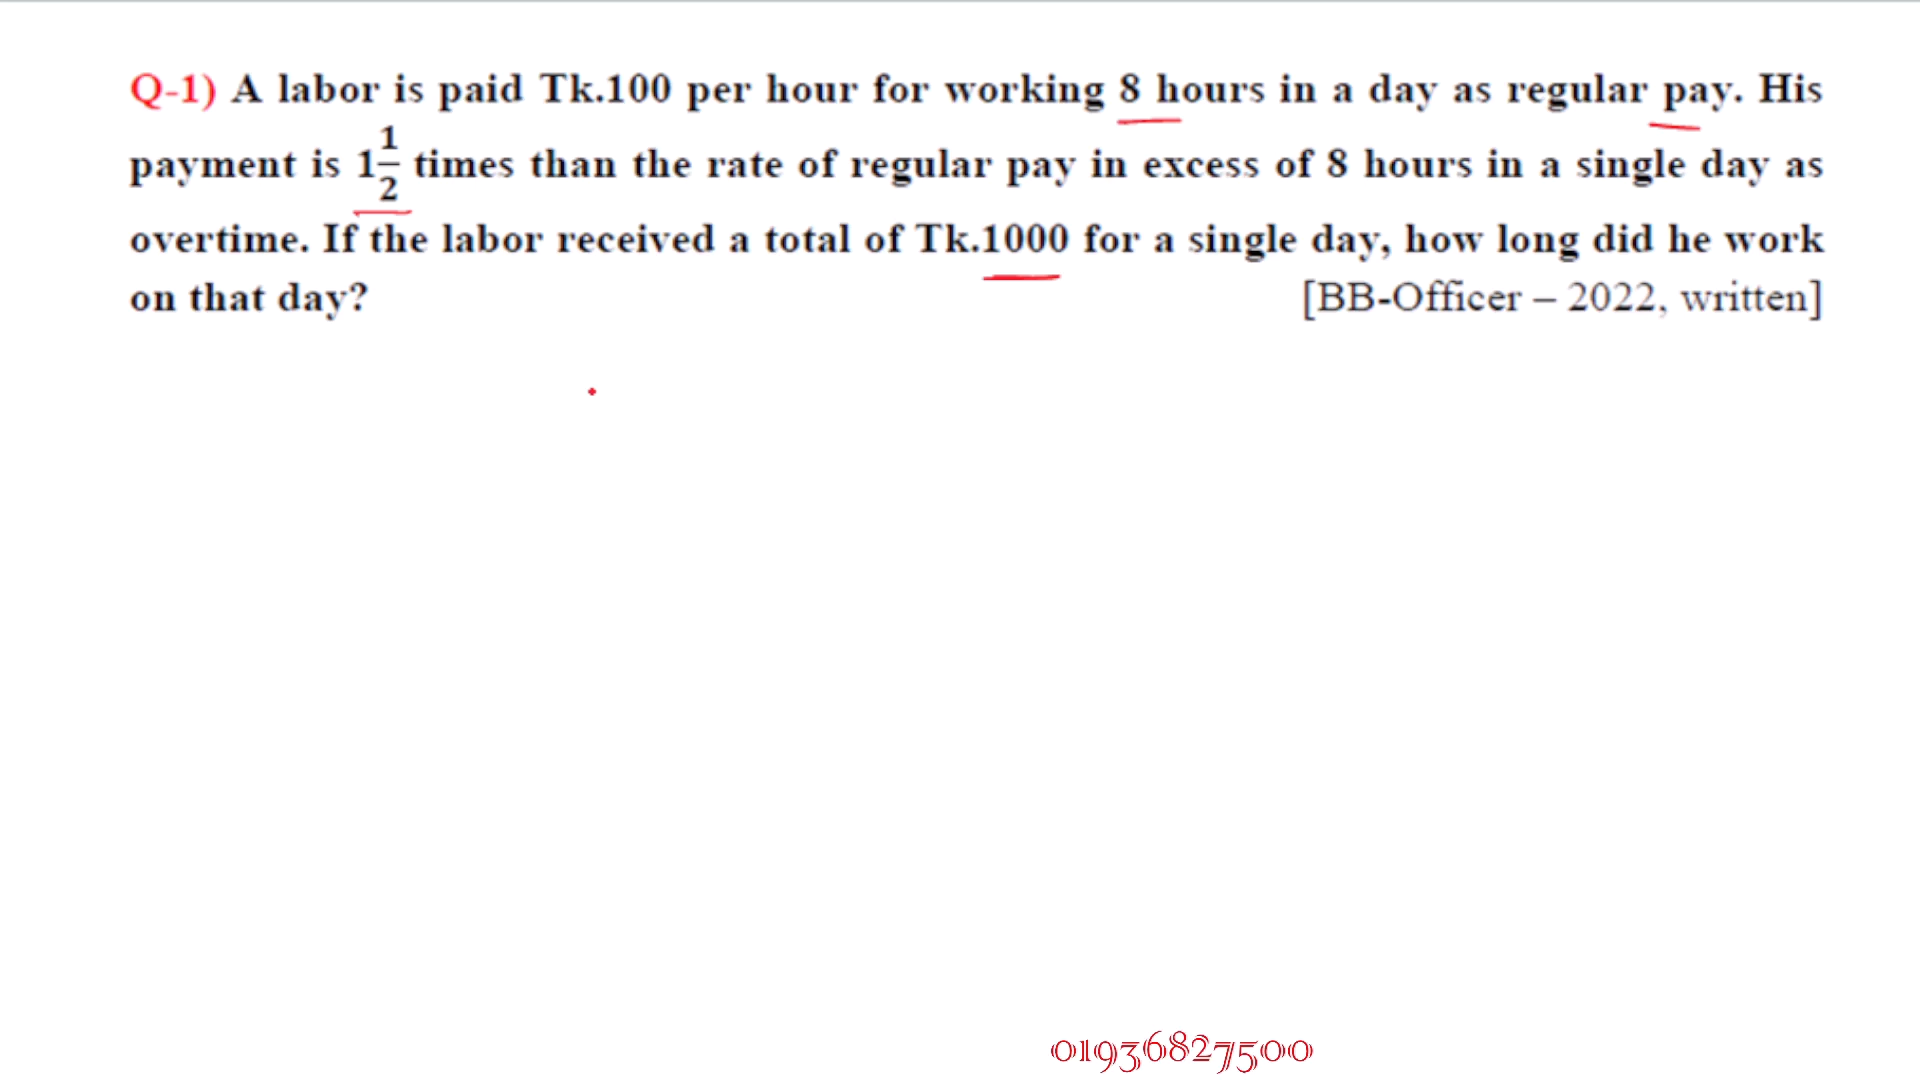 Q-1) A labor is paid Tk.100 per hour for working 8 hours in a day as regular pay. His
payment is 1 1/2 times than the rate of regular pay in excess of 8 hours in a single day as
overtime. If the labor received a total of Tk.1000 for a single day, how long did he work
on that day? [BB-Officer – 2022, written]
01936827500